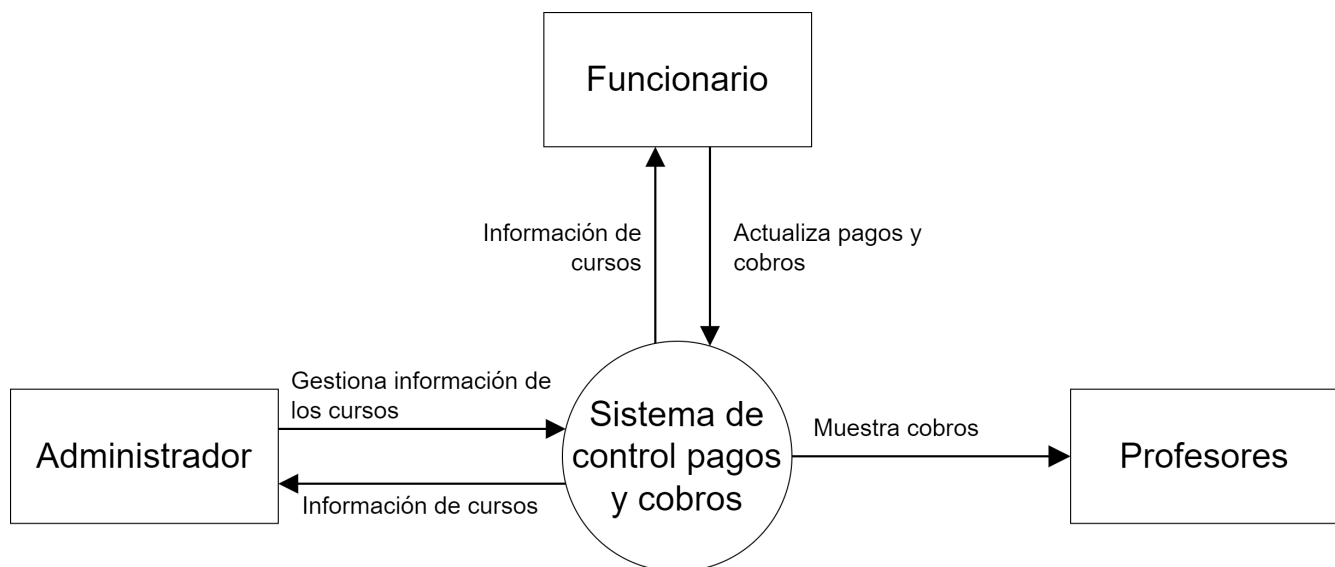 Funcionario
Información de
cursos
Actualiza pagos y
cobros
Gestiona información de
los cursos
Administrador
Información de cursos
Sistema de
control pagos
y cobros
Muestra cobros
Profesores